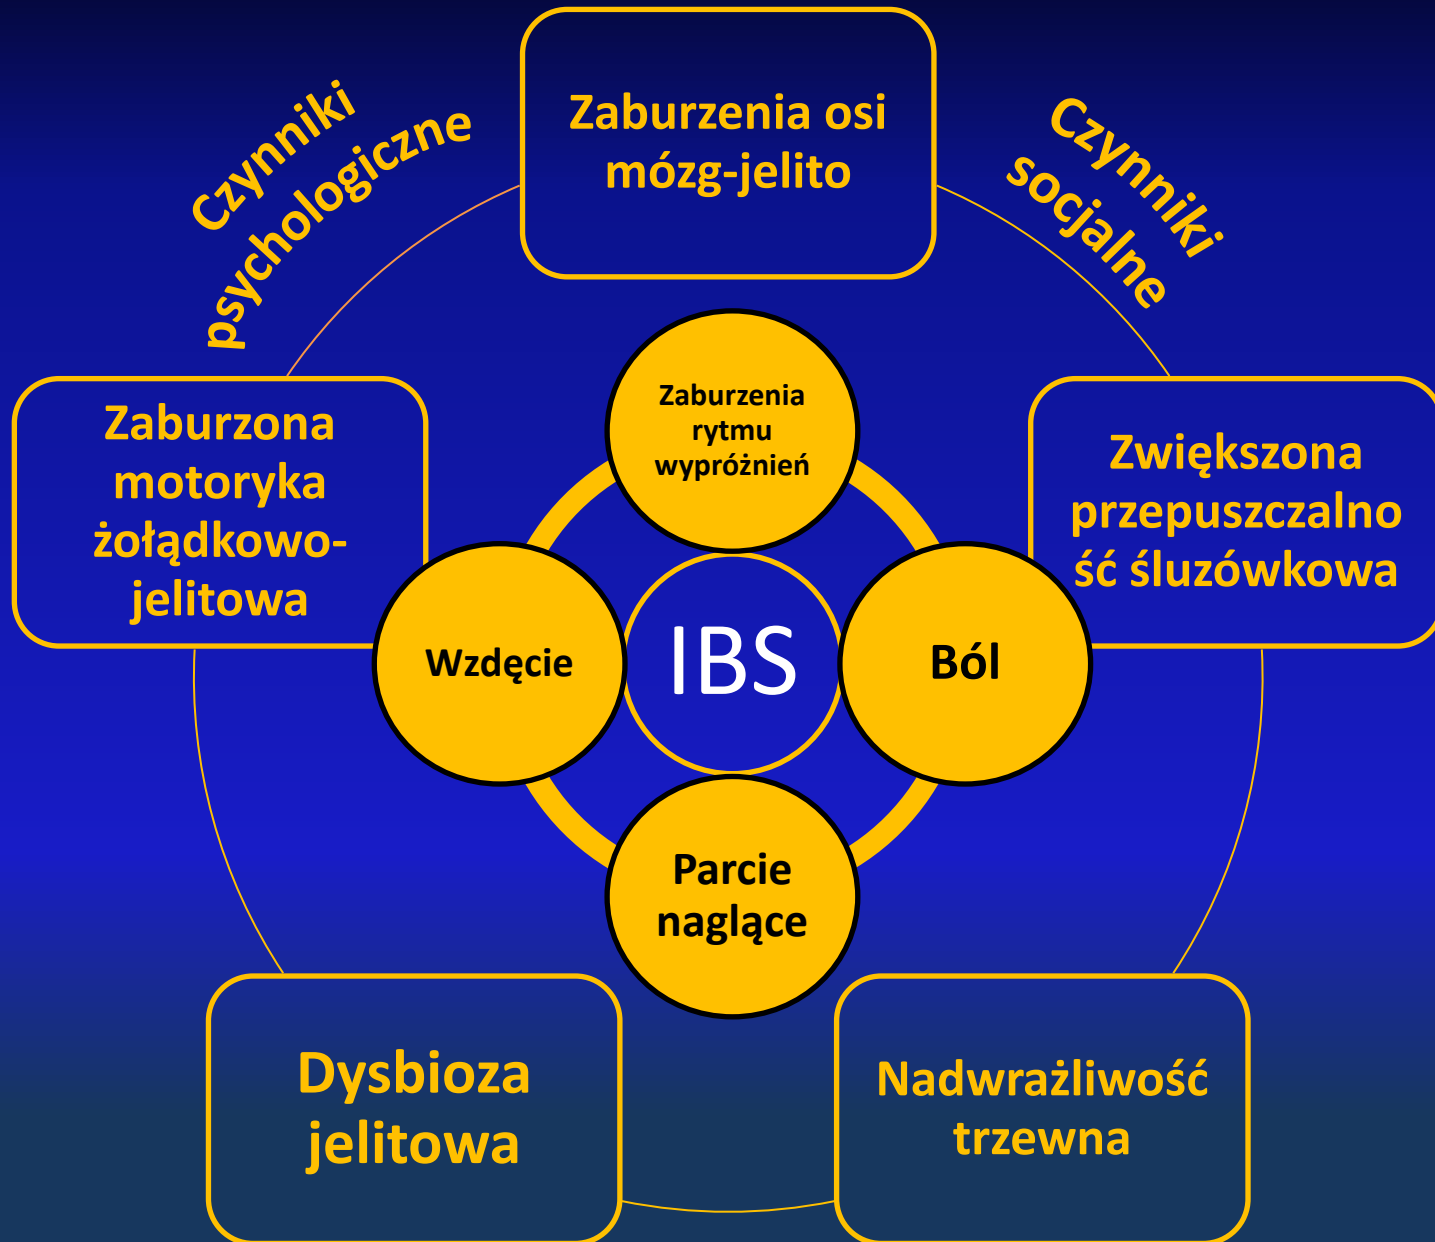 Czynniki
psychologiczne
Zaburzenia osi
mózg-jelito
Czynniki
socjalne
Zaburzona
motoryka
żołądkowo-
jelitowa
Zaburzenia
rytmu
wypróżnień
Zwiększona
przepuszczalno
ść śluzówkowa
Wzdęcie
IBS
Ból
Parcie
naglące
Dysbioza
jelitowa
Nadwrażliwość
trzewna